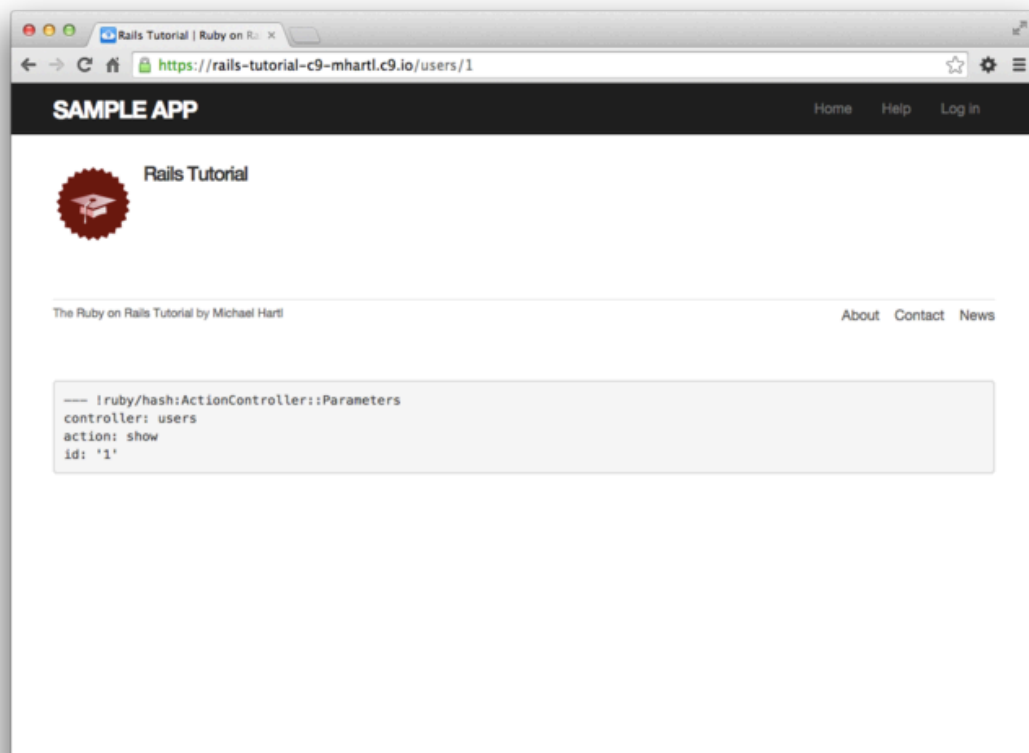 Rails Tutorial | Ruby on Ra
https://rails-tutorial-c9-mhartl.c9.io/users/1
SAMPLE APP Home Help Log in
Rails Tutorial
The Ruby on Rails Tutorial by Michael Hartl About Contact News
--- !ruby/hash:ActionController::Parameters
controller: users
action: show
id: '1'